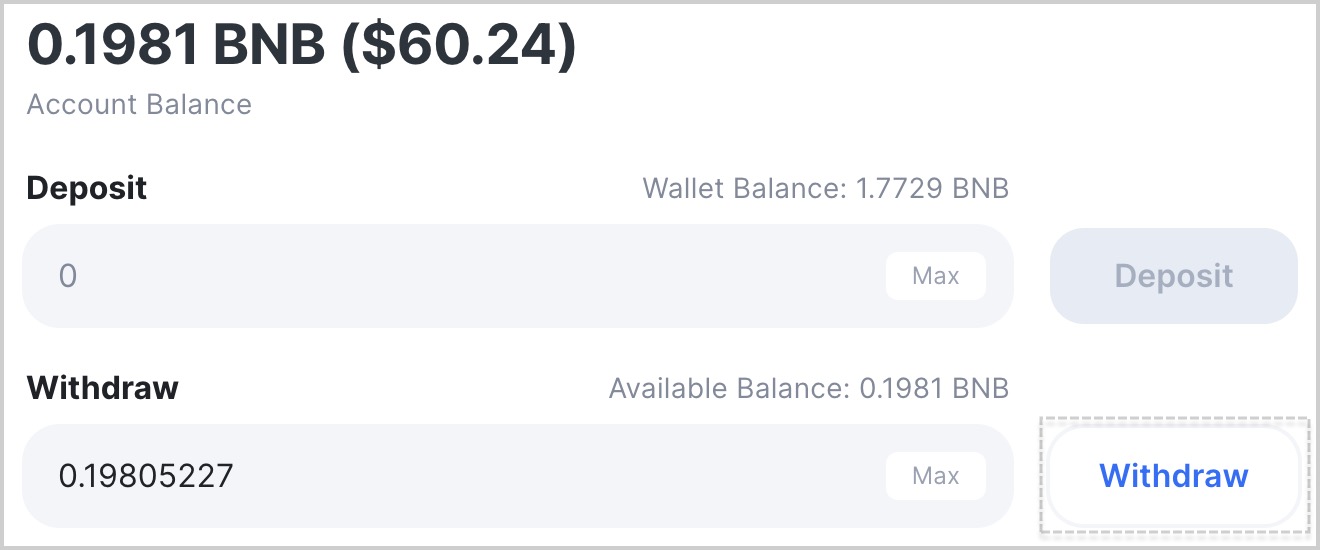 0.1981 BNB ($60.24)
Account Balance
Deposit Wallet Balance: 1.7729 BNB
0 Max Deposit
Withdraw Available Balance: 0.1981 BNB
0.19805227 Max Withdraw